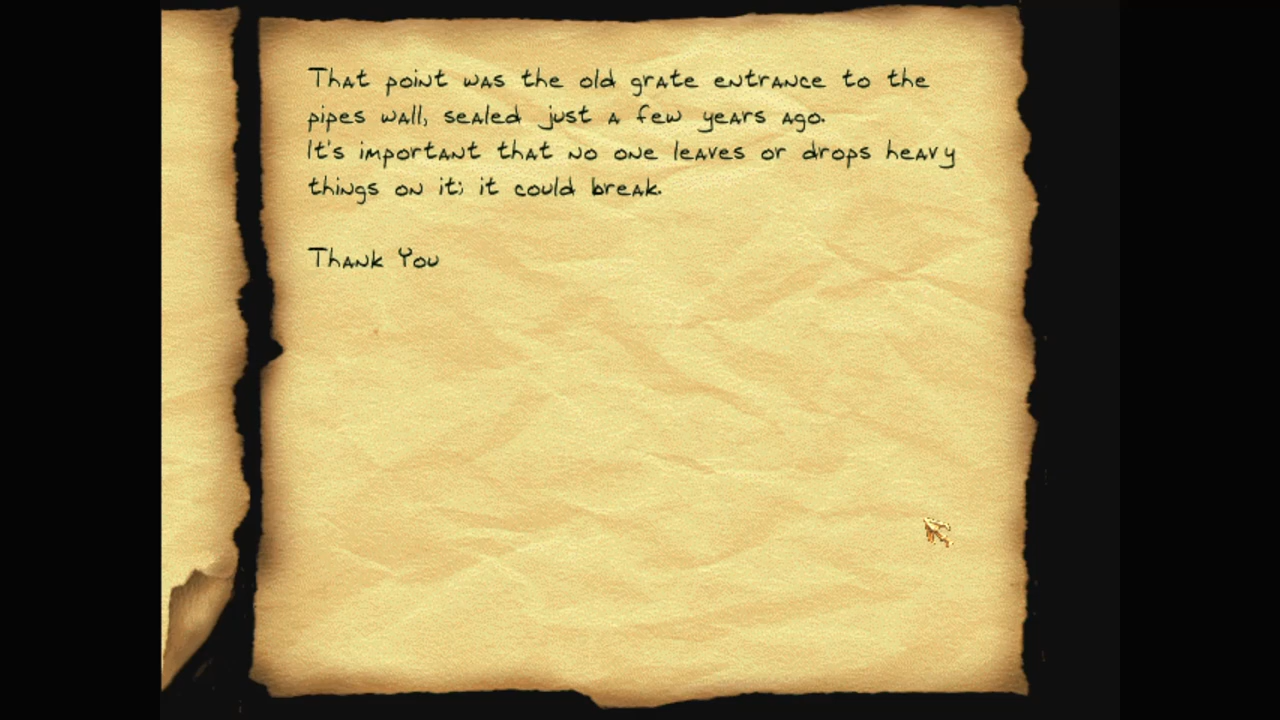 That point was the old grate entrance to the
pipes wall, sealed just a few years ago.
It's important that no one leaves or drops heavy
things on it; it could break.
Thank You